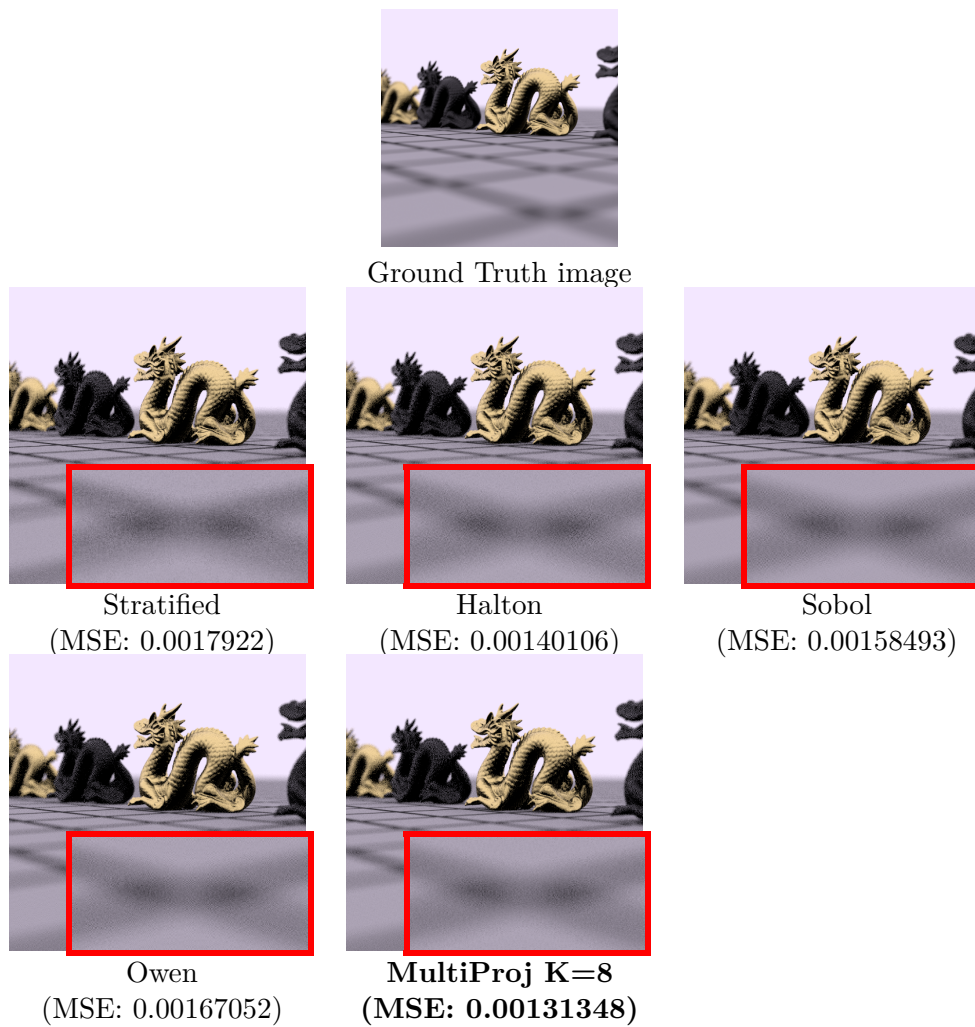 Ground Truth image
Stratified
(MSE: 0.0017922)
Halton
(MSE: 0.00140106)
Sobol
(MSE: 0.00158493)
Owen
(MSE: 0.00167052)
MultiProj K=8
(MSE: 0.00131348)